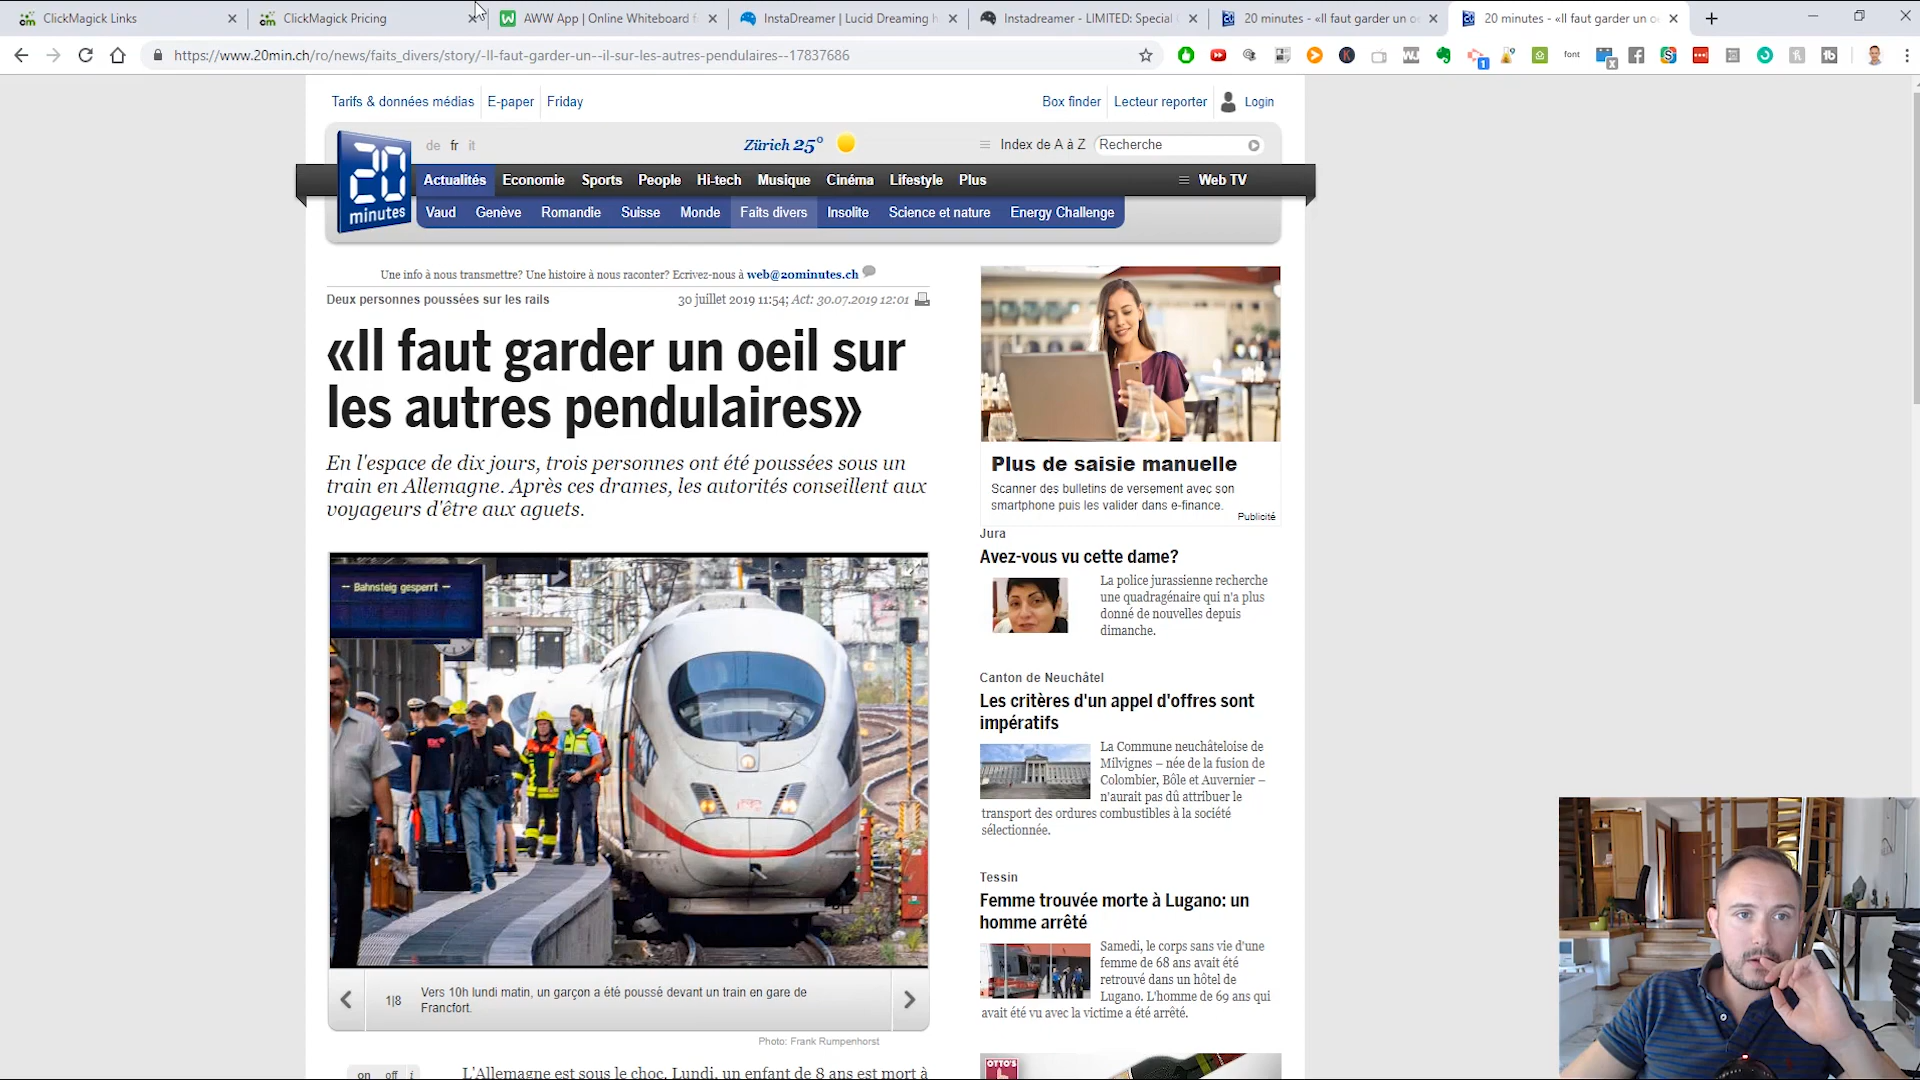 ClickMagick Links
ClickMagick Pricing
AWW App | Online Whiteboard f
InstaDreamer | Lucid Dreaming h
Instadreamer - LIMITED: Special
20 minutes - «Il faut garder un o
20 minutes - «Il faut garder un o
https://www.20min.ch/ro/news/faits_divers/story/-Il-faut-garder-un--il-sur-les-autres-pendulaires--17837686
font
Tarifs & données médias
E-paper
Friday
Box finder
Lecteur reporter
Login
de fr it
Zürich 25°
Index de A à Z
Recherche
20 minutes
Actualités Economie Sports People Hi-tech Musique Cinéma Lifestyle Plus
Web TV
Vaud Genève Romandie Suisse Monde Faits divers Insolite Science et nature Energy Challenge
Une info à nous transmettre? Une histoire à nous raconter? Ecrivez-nous à web@20minutes.ch
Deux personnes poussées sur les rails
30 juillet 2019 11:54; Act: 30.07.2019 12:01
«Il faut garder un oeil sur
les autres pendulaires»
En l'espace de dix jours, trois personnes ont été poussées sous un
train en Allemagne. Après ces drames, les autorités conseillent aux
voyageurs d'être aux aguets.
Bahnsteig gesperrt
1|8
Vers 10h lundi matin, un garçon a été poussé devant un train en gare de
Francfort.
Photo: Frank Rumpenhorst
on off i
L'Allemagne est sous le choc. Lundi, un enfant de 8 ans est mort à
Plus de saisie manuelle
Scanner des bulletins de versement avec son
smartphone puis les valider dans e-finance.
Publicité
Jura
Avez-vous vu cette dame?
La police jurassienne recherche
une quadragénaire qui n'a plus
donné de nouvelles depuis
dimanche.
Canton de Neuchâtel
Les critères d'un appel d'offres sont
impératifs
La Commune neuchâteloise de
Milvignes – née de la fusion de
Colombier, Bôle et Auvernier –
n'aurait pas dû attribuer le
transport des ordures combustibles à la société
sélectionnée.
Tessin
Femme trouvée morte à Lugano: un
homme arrêté
Samedi, le corps sans vie d'une
femme de 68 ans avait été
retrouvé dans un hôtel de
Lugano. L'homme de 69 ans qui
avait été vu avec la victime a été arrêté.
OTTO'S